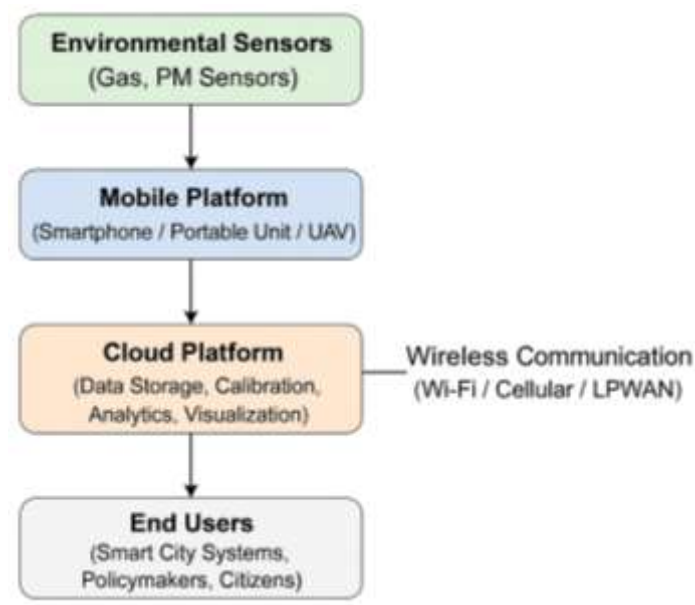 Environmental Sensors
(Gas, PM Sensors)
Mobile Platform
(Smartphone / Portable Unit / UAV)
Cloud Platform
(Data Storage, Calibration,
Analytics, Visualization)
Wireless Communication
(Wi-Fi / Cellular / LPWAN)
End Users
(Smart City Systems,
Policymakers, Citizens)